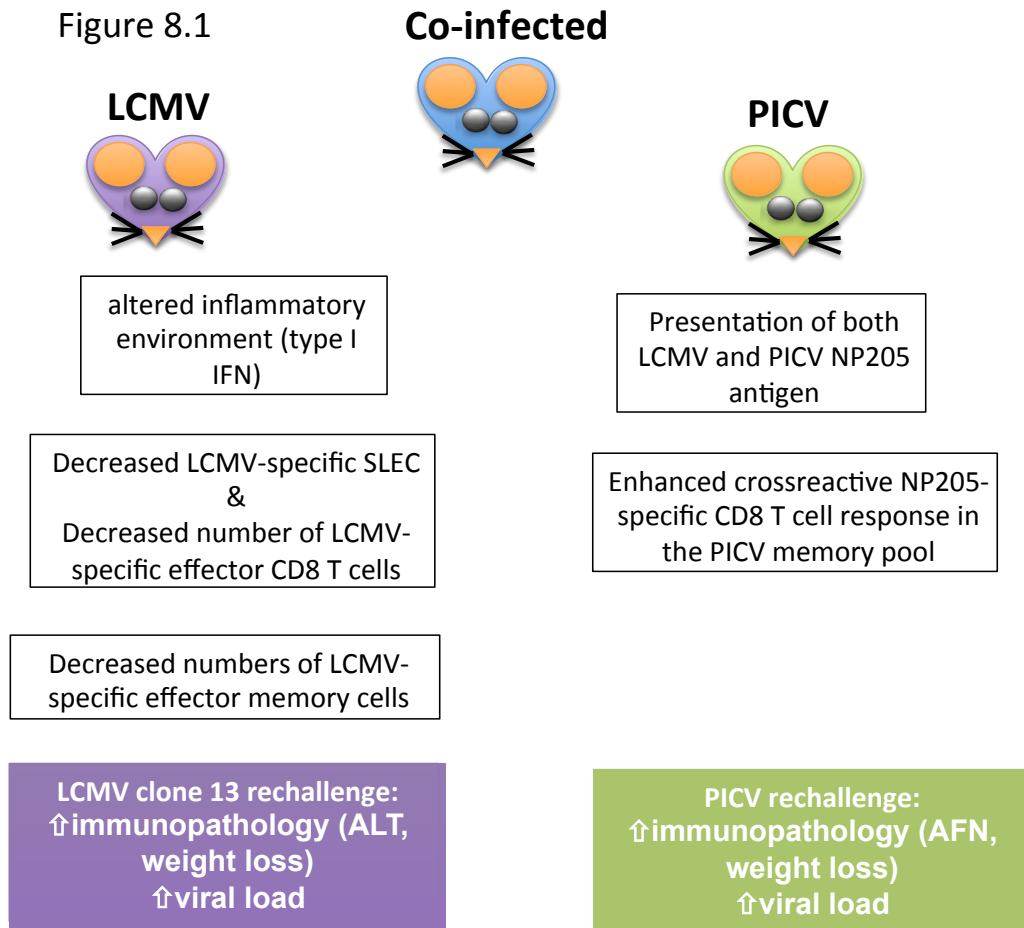 Figure 8.1
Co-infected
LCMV
PICV
altered inflammatory
environment (type I
IFN)
Decreased LCMV-specific SLEC
&
Decreased number of LCMV-
specific effector CD8 T cells
Decreased numbers of LCMV-
specific effector memory cells
LCMV clone 13 rechallenge:
⇧immunopathology (ALT,
weight loss)
⇧viral load
Presentation of both
LCMV and PICV NP205
antigen
Enhanced crossreactive NP205-
specific CD8 T cell response in
the PICV memory pool
PICV rechallenge:
⇧immunopathology (AFN,
weight loss)
⇧viral load